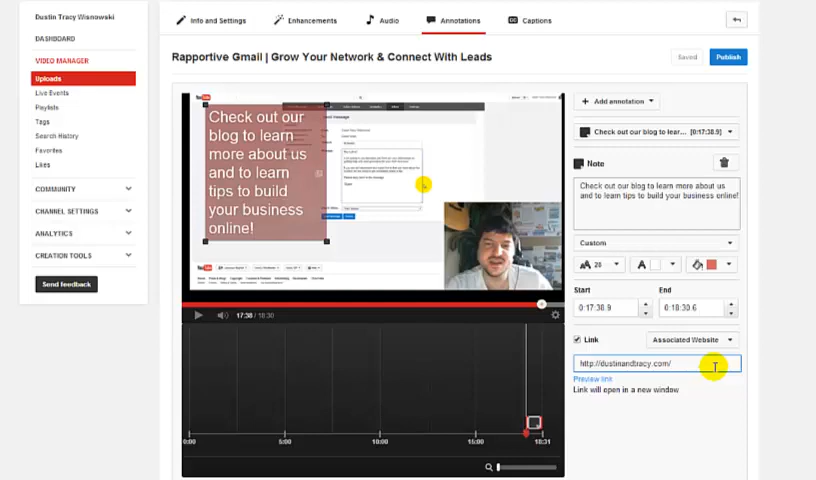 Dustin Tracy Wisnowski
DASHBOARD
VIDEO MANAGER
Uploads
Live Events
Playlists
Tags
Search History
Favorites
Likes
COMMUNITY
CHANNEL SETTINGS
ANALYTICS
CREATION TOOLS
Send feedback
Info and Settings
Enhancements
Audio
Annotations
Captions
Rapportive Gmail | Grow Your Network & Connect With Leads
Saved
Publish
Check out our
blog to learn
more about us
and to learn
tips to build
your business
online!
17:38 / 18:30
0:00
5:00
10:00
15:00
18:31
Add annotation
Check out our blog to lear... [0:17:38.9]
Note
Check out our blog to learn more about us
and to learn tips to build your business online!
Custom
AA 28
A
Start
End
0:17:38.9
0:18:30.6
Link
Associated Website
http://dustinandtracy.com/
Preview link
Link will open in a new window